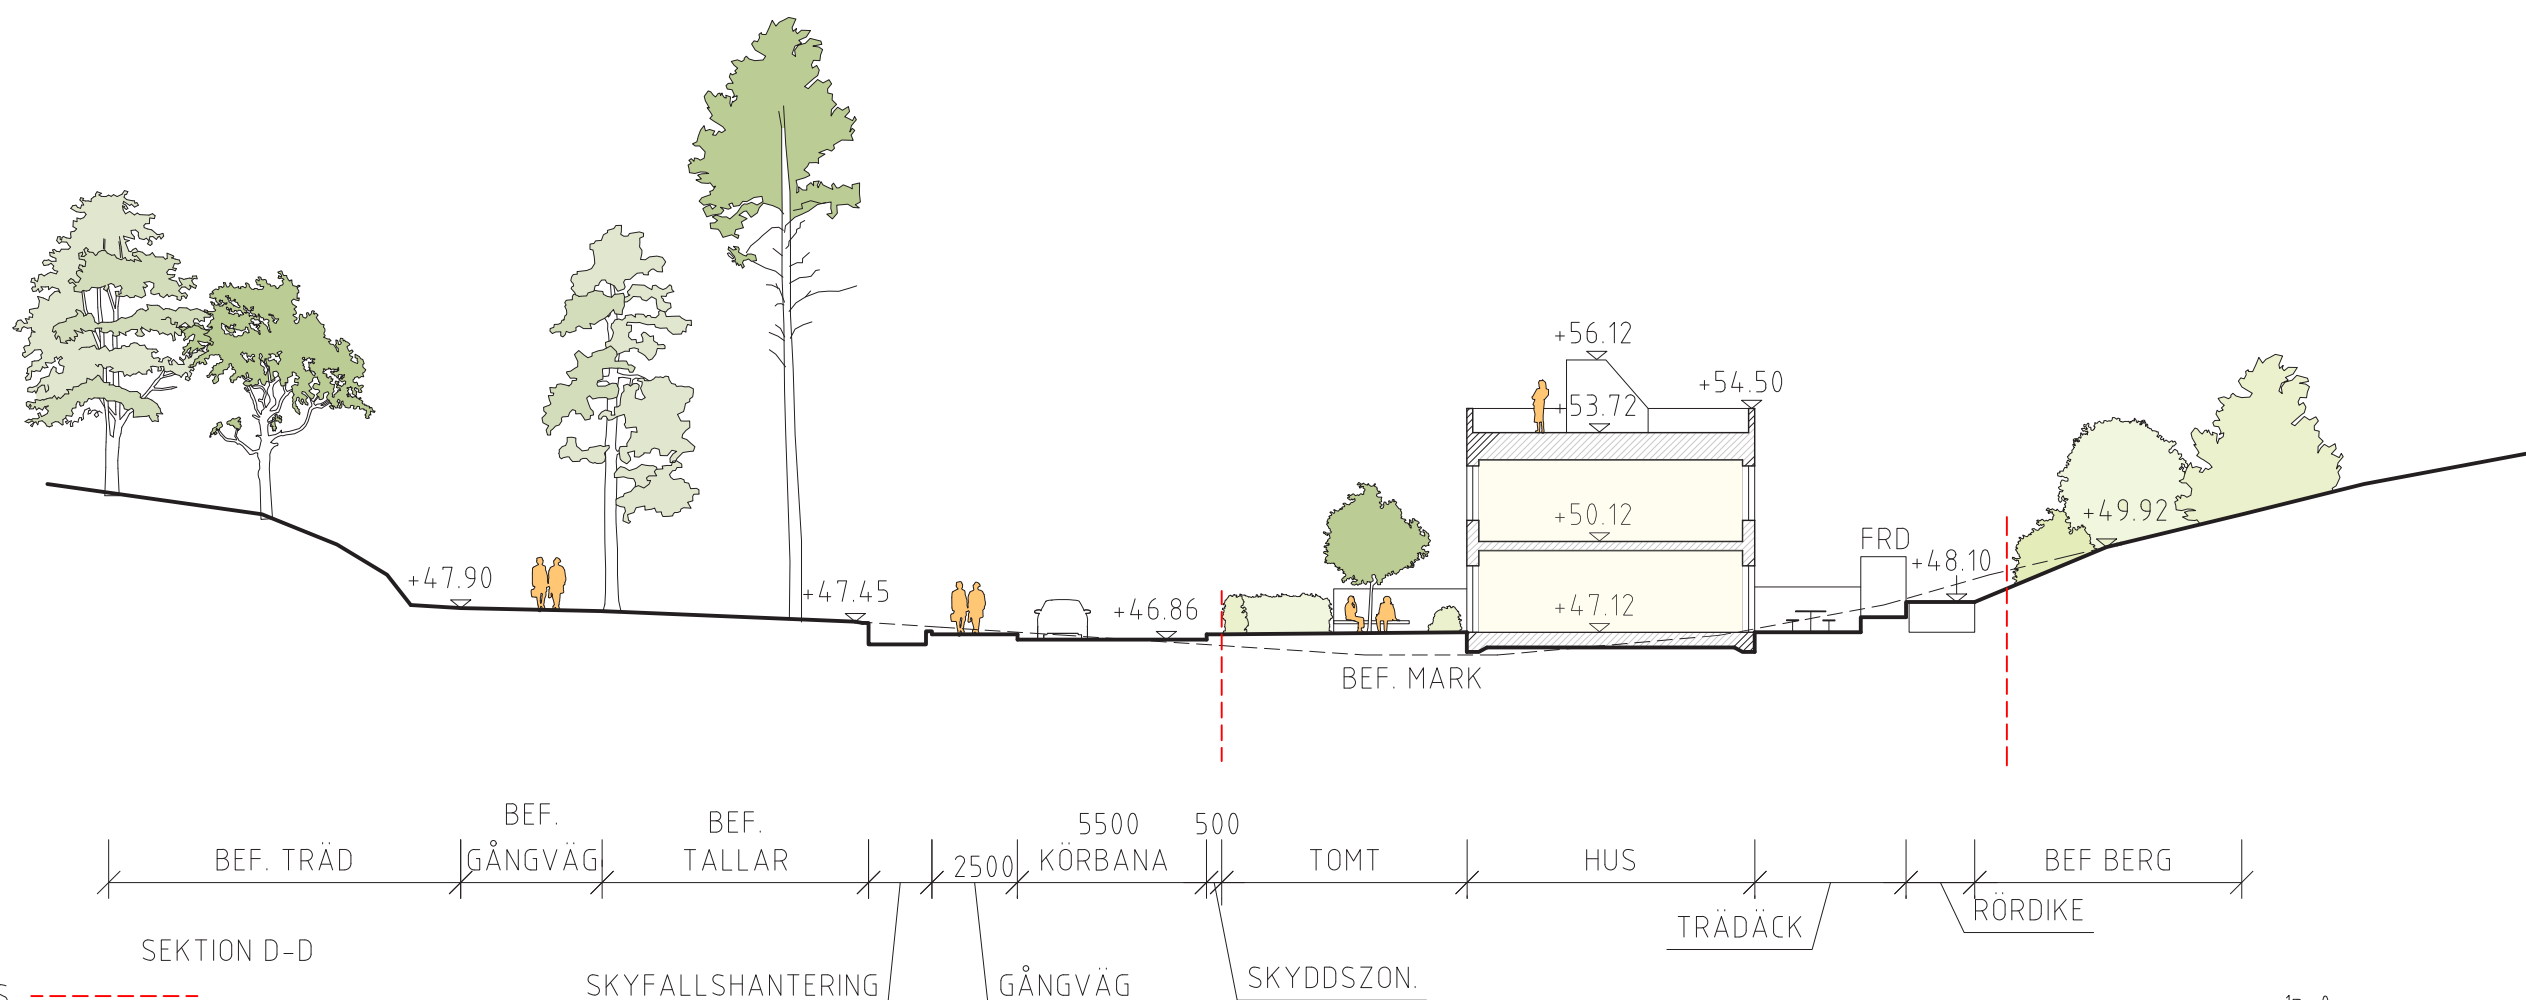 +56.12
+54.50
+53.72
+50.12
+49.92
FRD
+48.10
+47.90
+47.45
+46.86
+47.12
BEF. MARK
BEF.
BEF.
5500
500
BEF. TRÄD
GÅNGVÄG
TALLAR
2500
KÖRBANA
TOMT
HUS
BEF BERG
TRÄDÄCK
RÖRDIKE
SEKTION D-D
SKYFALLSHANTERING
GÅNGVÄG
SKYDDSZON.